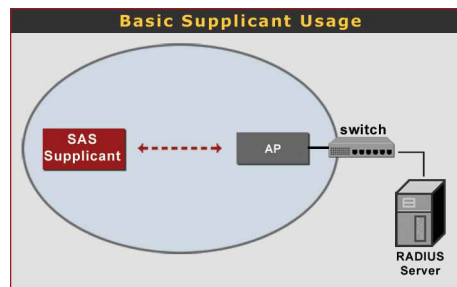 Basic Supplicant Usage
SAS
Supplicant
AP
switch
RADIUS
Server